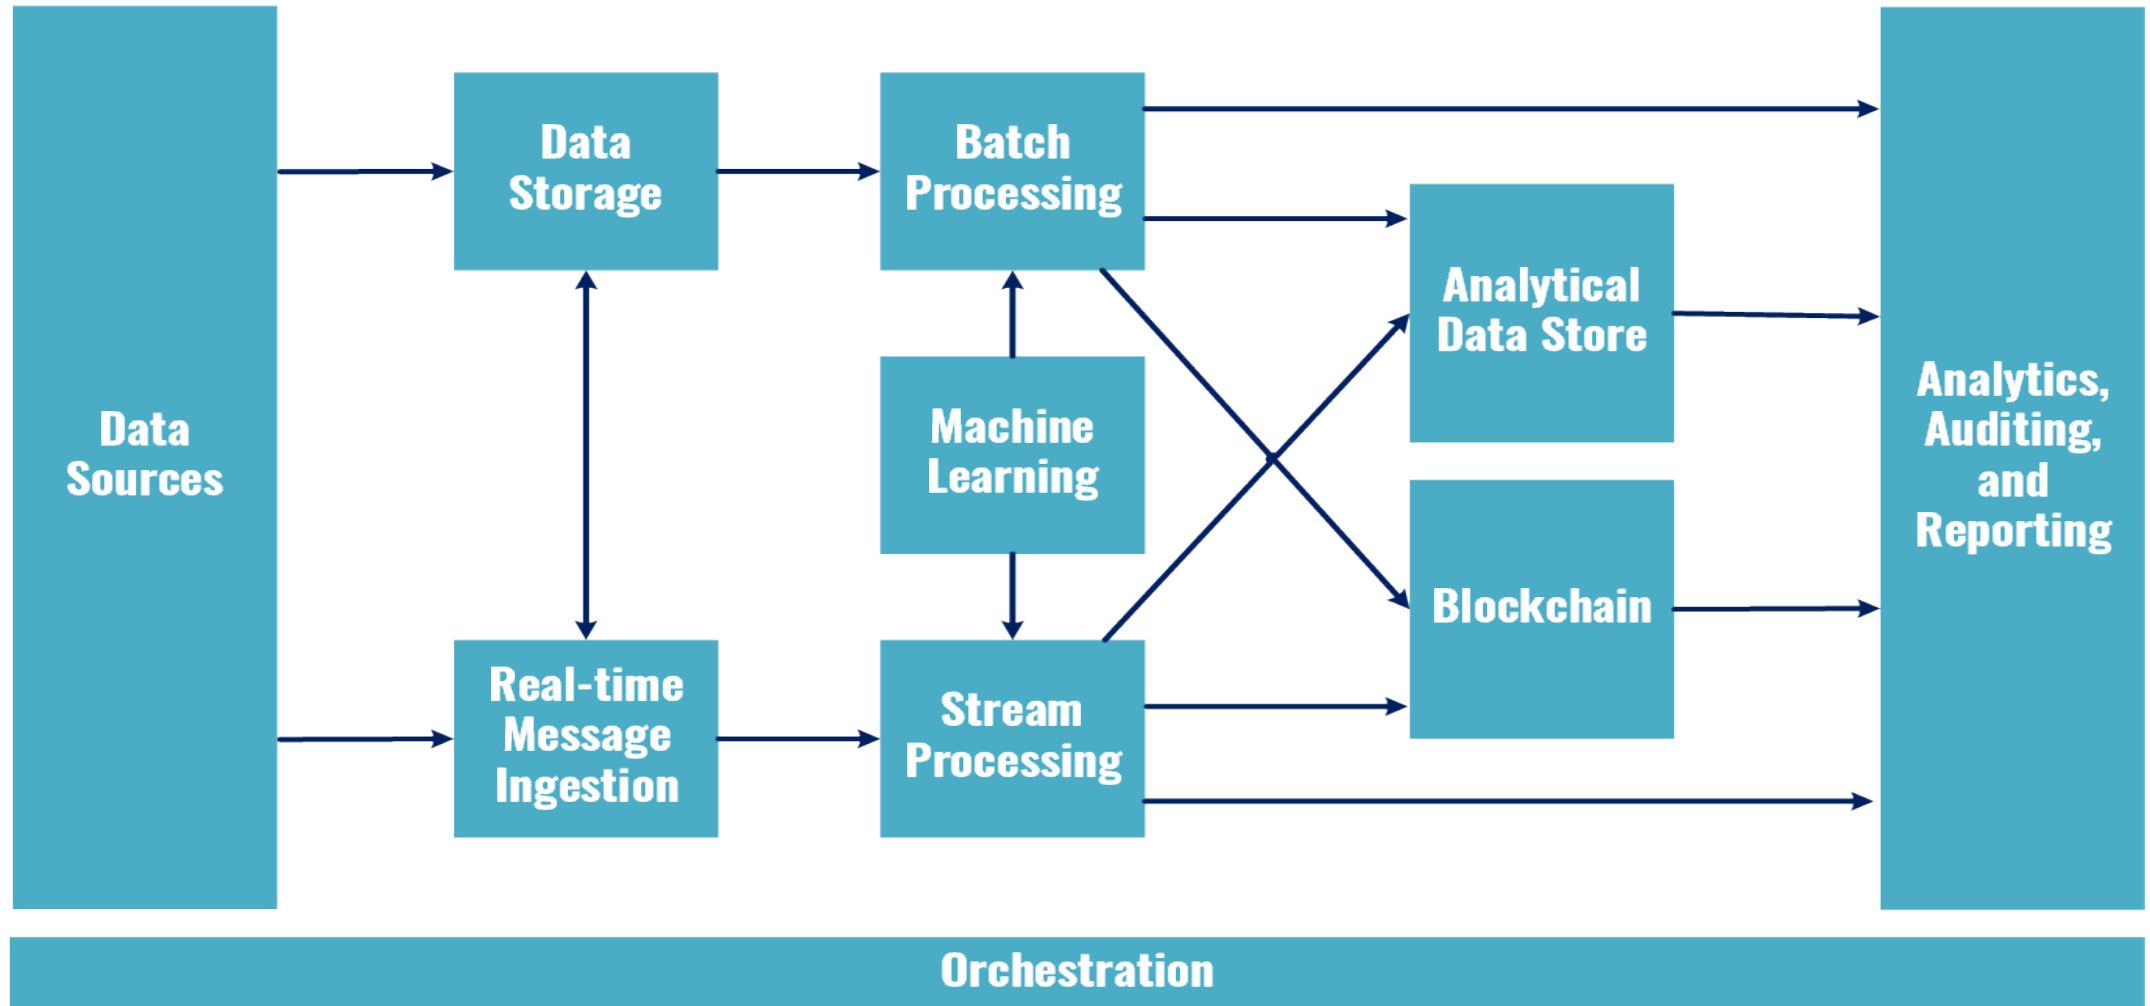 Data
Sources
Data
Storage
Real-time
Message
Ingestion
Batch
Processing
Machine
Learning
Stream
Processing
Analytical
Data Store
Blockchain
Analytics,
Auditing,
and
Reporting
Orchestration